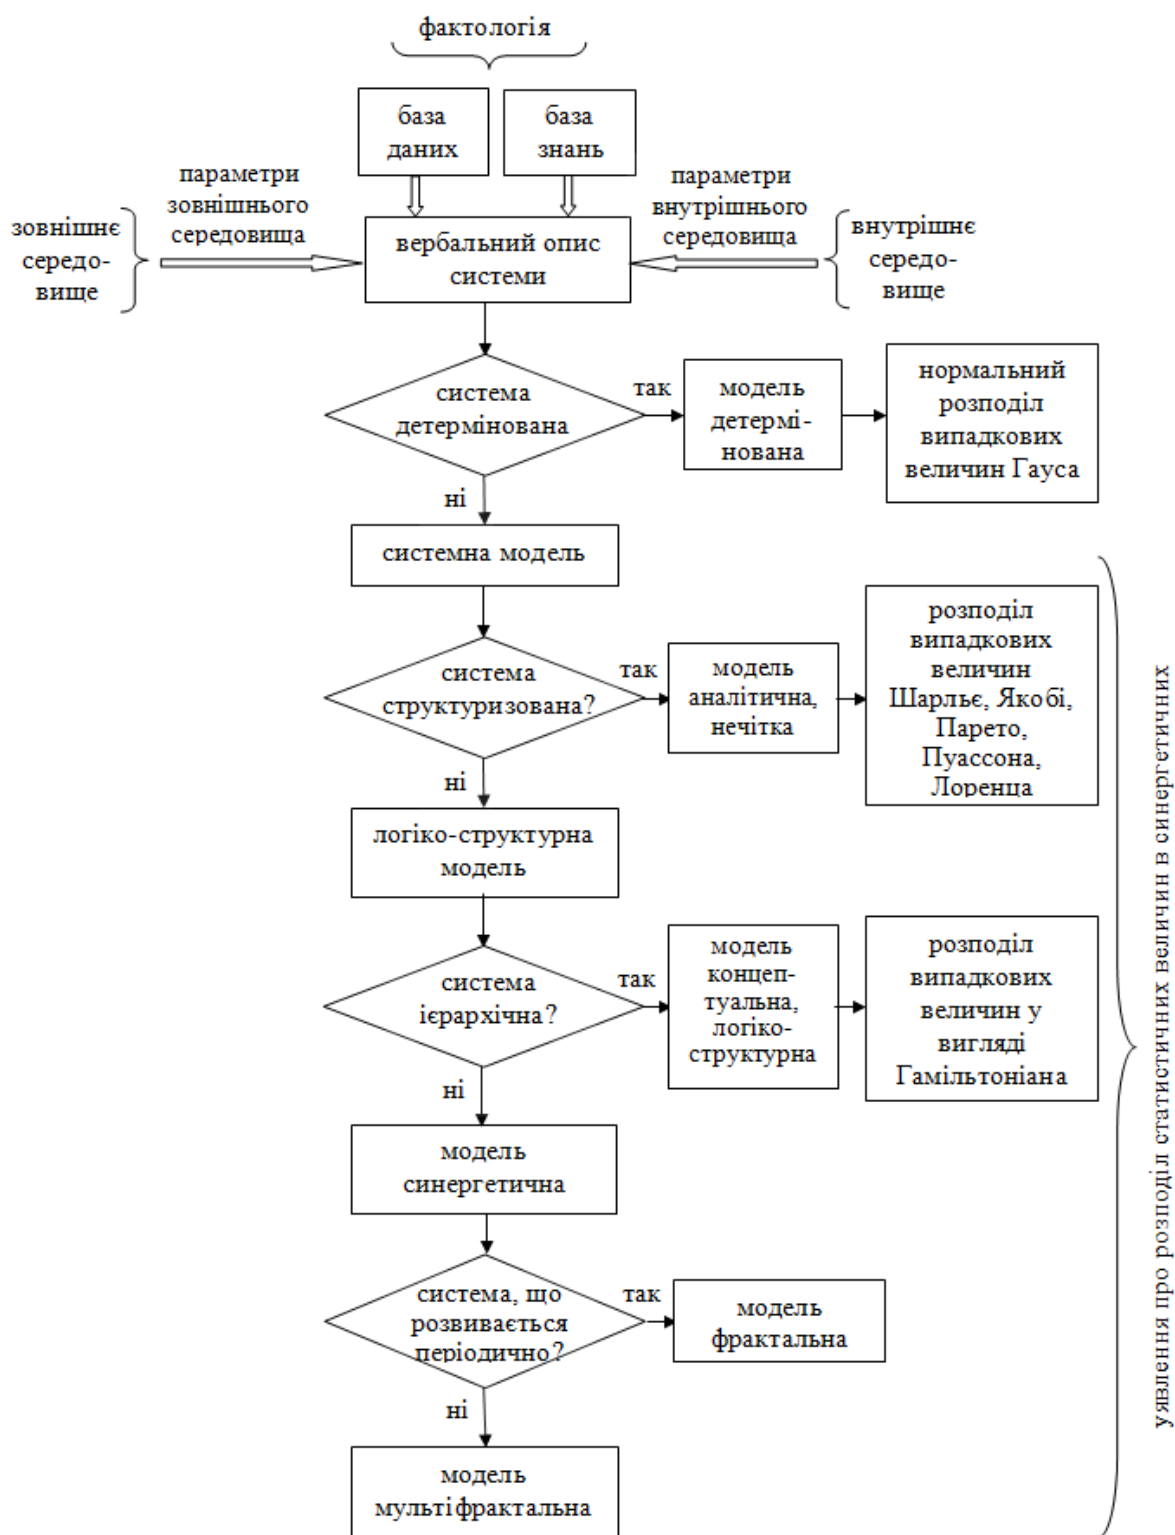 фактологія
база
даних
база
знань
параметри
зовнішнього
середовища
параметри
внутрішнього
середовища
зовнішнє
середо-
вище
вербальний опис
системи
внутрішнє
середо-
вище
система
детермінована
так
модель
детермі-
нована
нормальний
розподіл
випадкових
величин Гауса
ні
системна модель
система
структуризована?
так
модель
аналітична,
нечітка
розподіл
випадкових
величин
Шарльє, Якобі,
Парето,
Пуассона,
Лоренца
ні
логіко-структурна
модель
система
ієрархічна?
так
модель
концеп-
туальна,
логіко-
структурна
розподіл
випадкових
величин у
вигляді
Гамільтоніана
ні
модель
синергетична
система, що
розвивається
періодично?
так
модель
фрактальна
ні
модель
мультіфрактальна
уявлення про розподіл статистичних величин в синергетичних